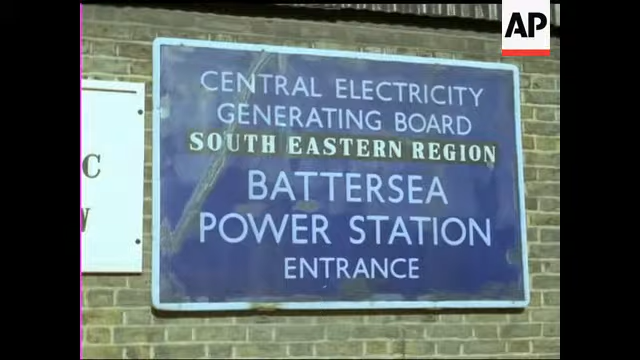 AP
CENTRAL ELECTRICITY
GENERATING BOARD
SOUTH EASTERN REGION
BATTERSEA
POWER STATION
ENTRANCE
C
W